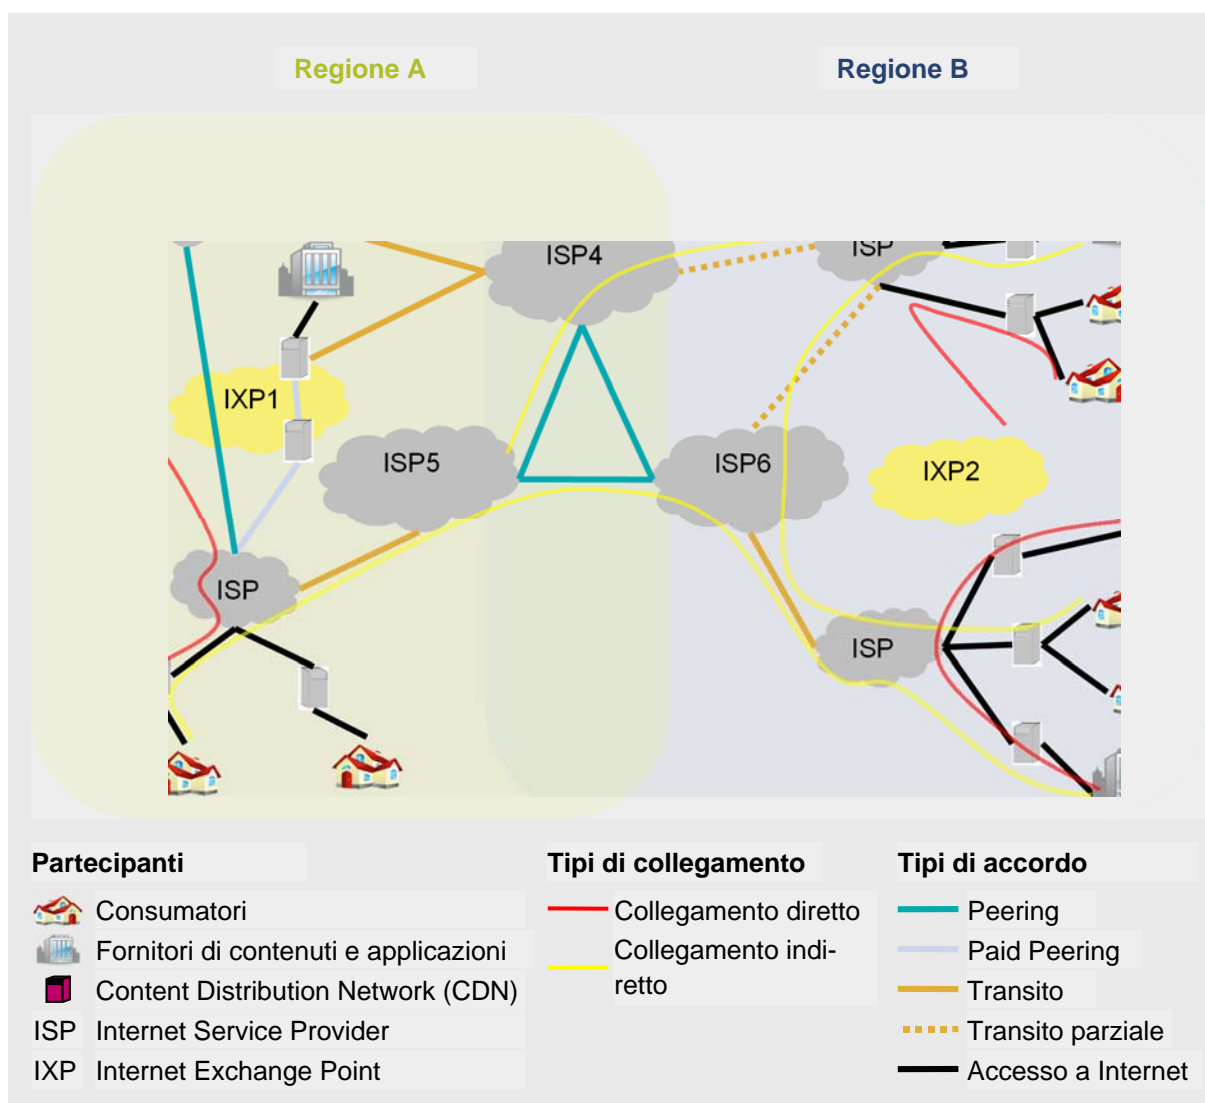 Regione A
Regione B
ISP4
ISP
IXP1
ISP5
ISP6
IXP2
ISP
ISP
Partecipanti
Consumatori
Fornitori di contenuti e applicazioni
Content Distribution Network (CDN)
ISP Internet Service Provider
IXP Internet Exchange Point
Tipi di collegamento
Collegamento diretto
Collegamento indi-
retto
Tipi di accordo
Peering
Paid Peering
Transito
Transito parziale
Accesso a Internet